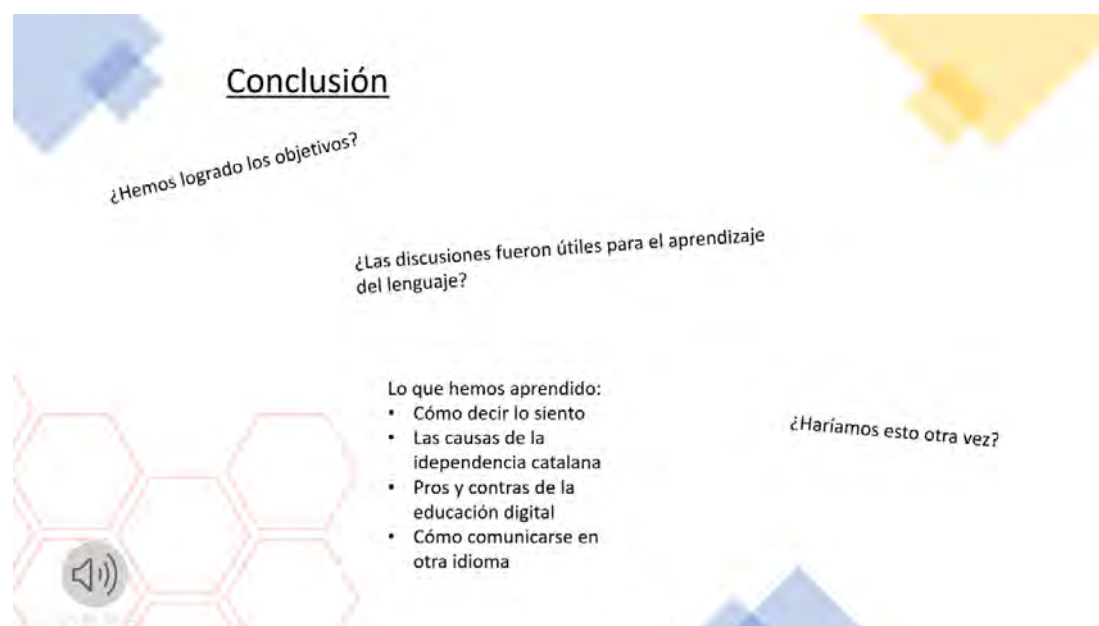 Conclusión
¿Hemos logrado los objetivos?
¿Las discusiones fueron útiles para el aprendizaje
del lenguaje?
Lo que hemos aprendido:
• Cómo decir lo siento
• Las causas de la
idependencia catalana
• Pros y contras de la
educación digital
• Cómo comunicarse en
otra idioma
¿Haríamos esto otra vez?